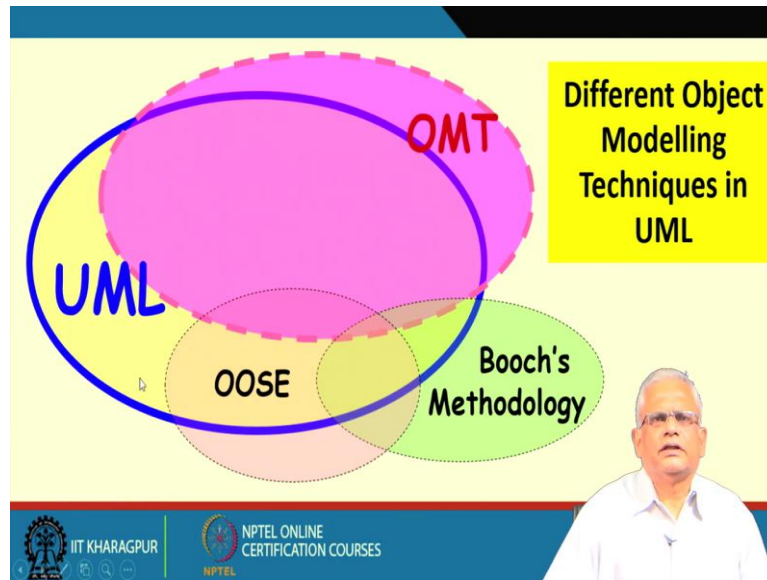 Different Object
Modelling
Techniques in
UML
OMT
UML
OOSE
Booch's
Methodology
IIT KHARAGPUR
NPTEL
NPTEL ONLINE
CERTIFICATION COURSES